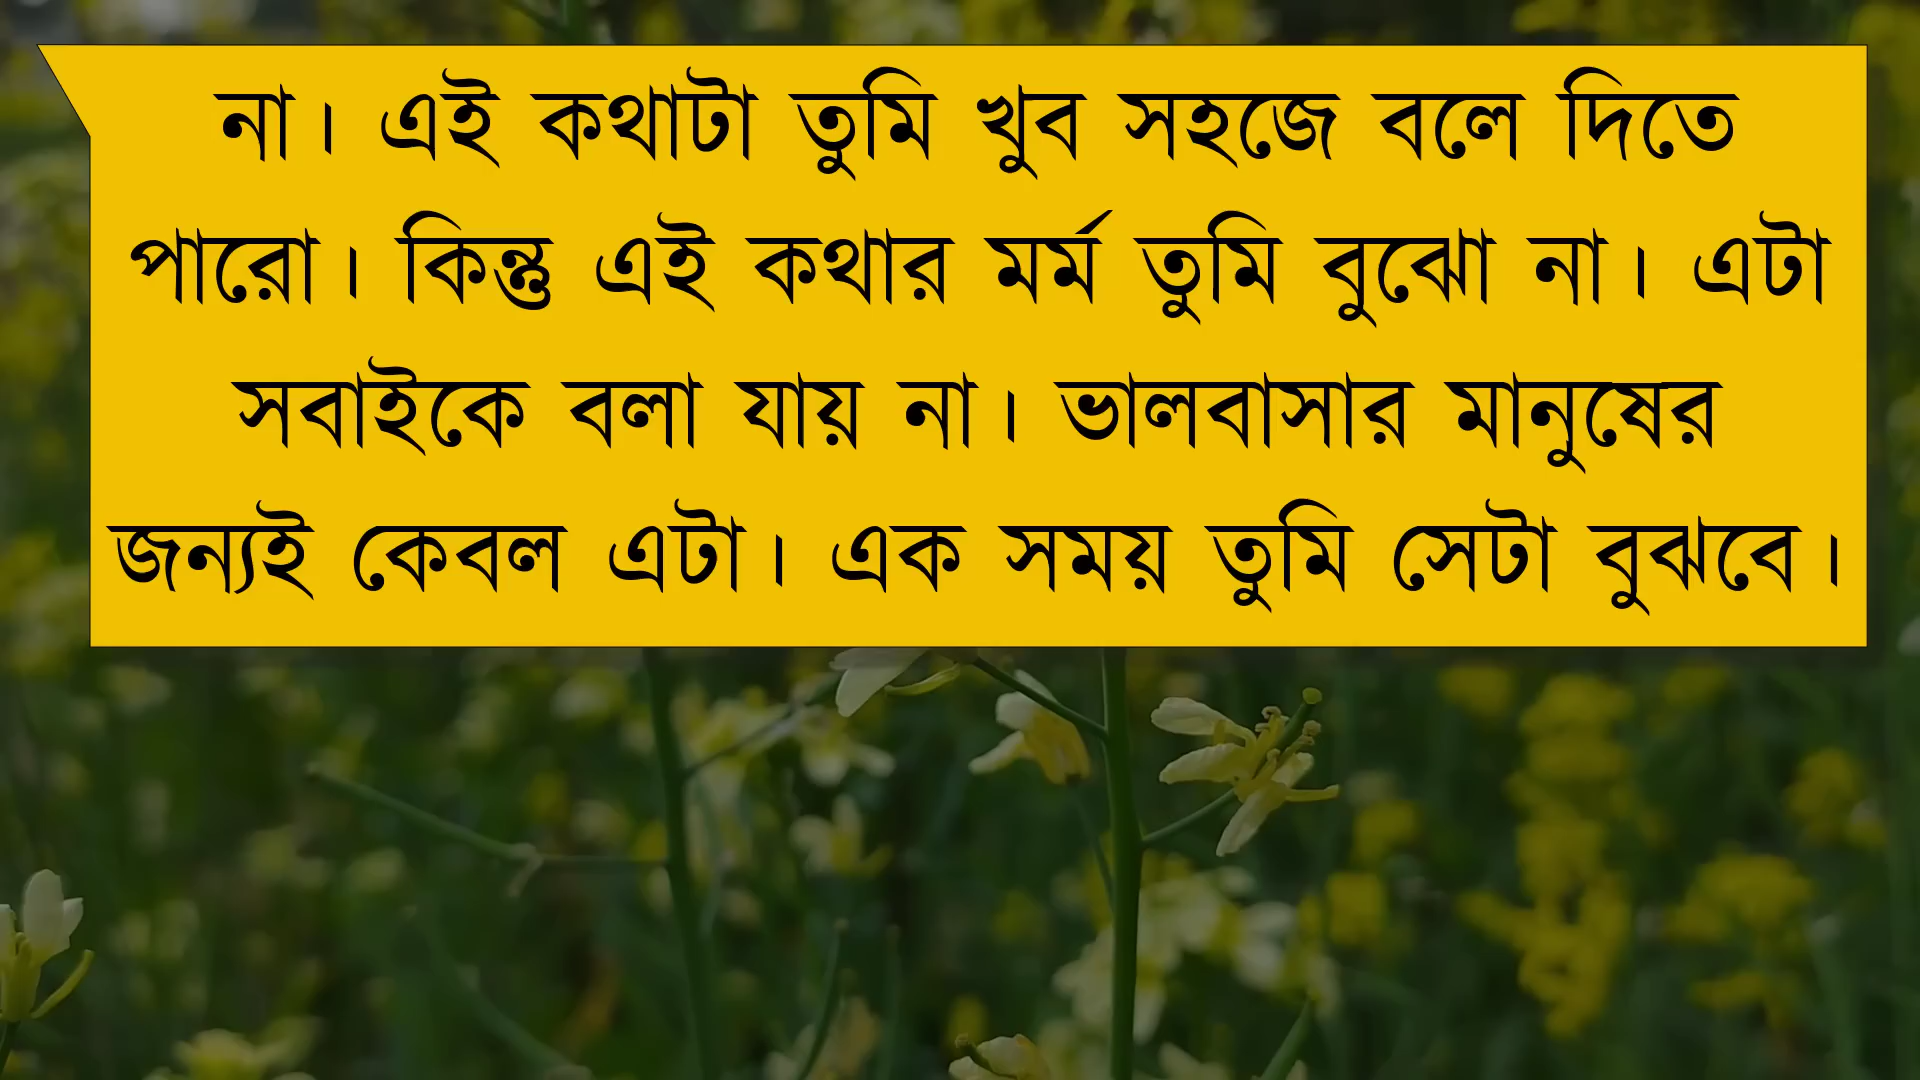 না। এই কথাটা তুমি খুব সহজে বলে দিতে
পারো। কিন্তু এই কথার মর্ম তুমি বুঝো না। এটা
সবাইকে বলা যায় না। ভালবাসার মানুষের
জন্যই কেবল এটা। এক সময় তুমি সেটা বুঝবে।